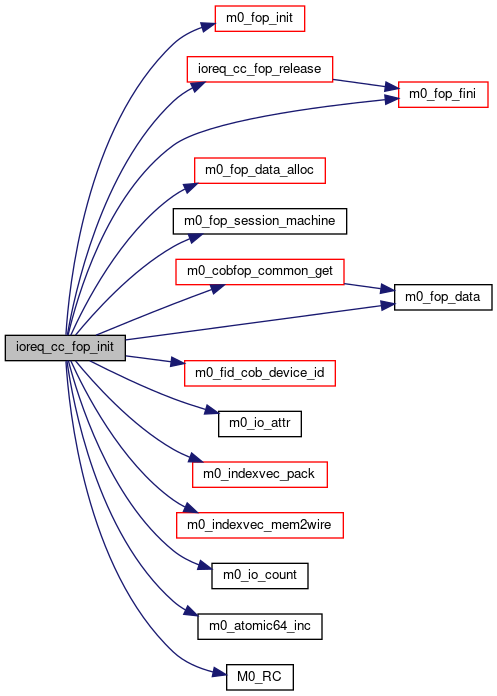 m0_fop_init
ioreq_cc_fop_release
m0_fop_fini
m0_fop_data_alloc
m0_fop_session_machine
m0_cobfop_common_get
m0_fop_data
ioreq_cc_fop_init
m0_fid_cob_device_id
m0_io_attr
m0_indexvec_pack
m0_indexvec_mem2wire
m0_io_count
m0_atomic64_inc
M0_RC